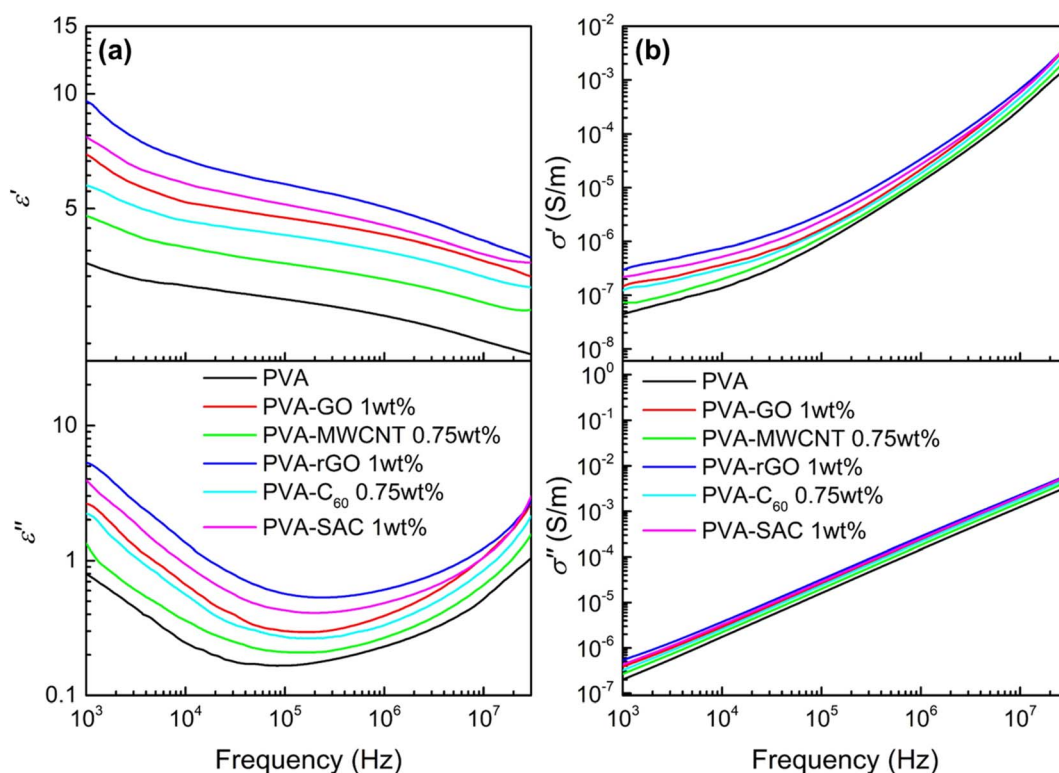 (a)
15
10
5
ε′
10
1
0.1
ε″
PVA
PVA-GO 1wt%
PVA-MWCNT 0.75wt%
PVA-rGO 1wt%
PVA-C₆₀ 0.75wt%
PVA-SAC 1wt%
10³ 10⁴ 10⁵ 10⁶ 10⁷
Frequency (Hz)
(b)
10⁻²
10⁻³
10⁻⁴
10⁻⁵
10⁻⁶
10⁻⁷
10⁻⁸
σ′ (S/m)
10⁰
10⁻¹
10⁻²
10⁻³
10⁻⁴
10⁻⁵
10⁻⁶
10⁻⁷
σ″ (S/m)
PVA
PVA-GO 1wt%
PVA-MWCNT 0.75wt%
PVA-rGO 1wt%
PVA-C₆₀ 0.75wt%
PVA-SAC 1wt%
10³ 10⁴ 10⁵ 10⁶ 10⁷
Frequency (Hz)